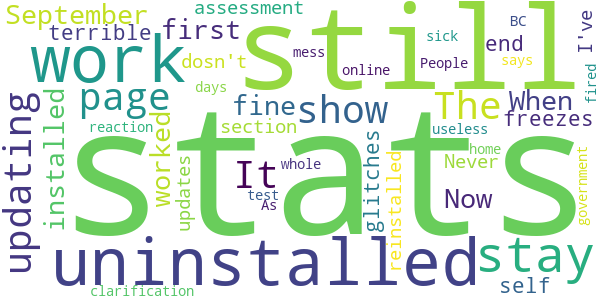 September
assessment
still
first
BC
I've
terrible
work
dosn't
mess
sick
end
People
says
online
page
days
fired
The
When
fine
show
freezes
updating
installed
reaction
worked
section
stats
useless
updates
It
whole
glitches
reinstalled
Never
home
government
test
As
Now
uninstalled
stay
self
clarification